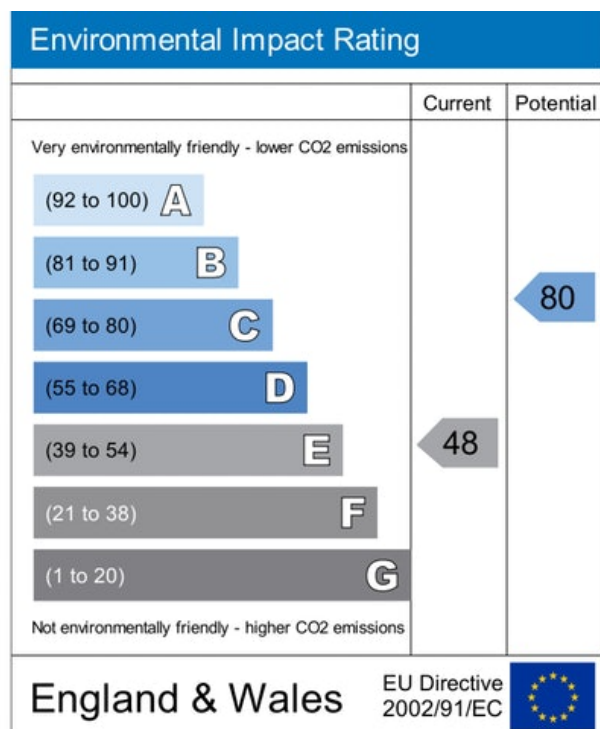 Environmental Impact Rating
Current Potential
Very environmentally friendly - lower CO2 emissions
(92 to 100) A
(81 to 91) B
(69 to 80) C
80
(55 to 68) D
(39 to 54) E
48
(21 to 38) F
(1 to 20) G
Not environmentally friendly - higher CO2 emissions
England & Wales
EU Directive
2002/91/EC